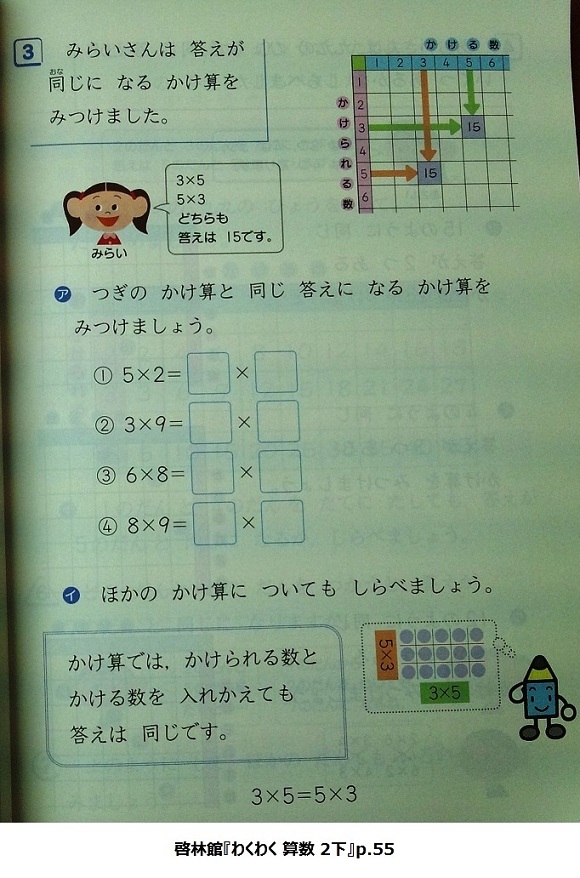 3 みらいさんは 答えが
同じに なる かけ算を
おな
みつけました。
かける数
1 2 3 4 5 6
かけられる数
1
2
3 15
4
5 15
6
3×5
5×3
どちらも
答えは 15です。
みらい
ア つぎの かけ算と 同じ 答えに なる かけ算を
みつけましょう。
① 5×2= ×
② 3×9= ×
③ 6×8= ×
④ 8×9= ×
イ ほかの かけ算に ついても しらべましょう。
かけ算では, かけられる数と
かける数を 入れかえても
答えは 同じです。
5×3
3×5
3×5=5×3
啓林館『わくわく 算数 2下』p.55